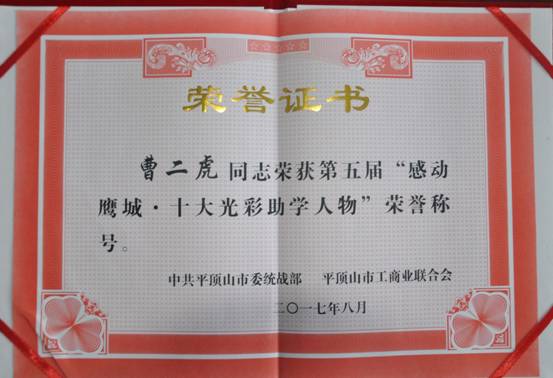 荣誉证书
曹二虎 同志荣获第五届“感动
鹰城·十大光彩助学人物”荣誉称
号。
中共平顶山市委统战部 平顶山市工商业联合会
二〇一七年八月